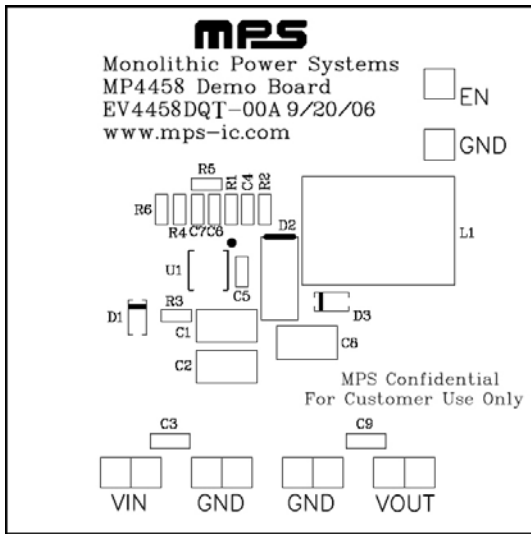 mps
Monolithic Power Systems
MP4458 Demo Board
EV4458DQT-00A 9/20/06
www.mps-ic.com
EN
GND
R5
R1
C4
R2
R6
R4
C7
C6
D2
L1
U1
C5
D1
R3
C1
D3
C8
C2
MPS Confidential
For Customer Use Only
C3
C9
VIN
GND
GND
VOUT